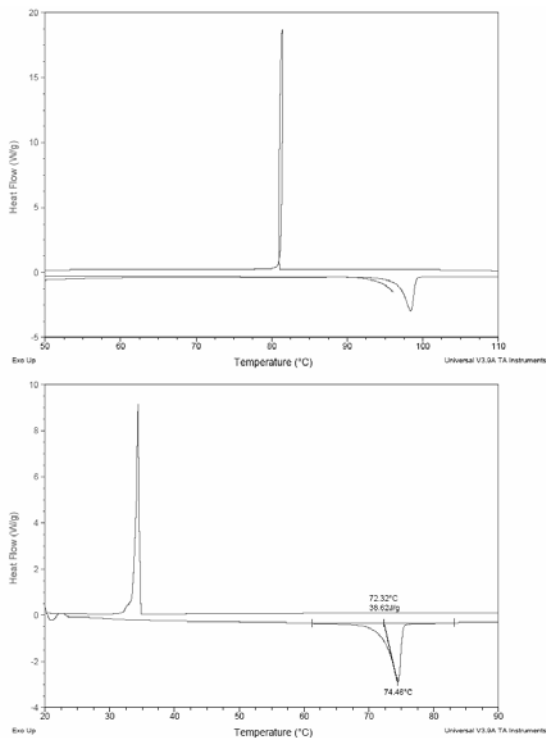 20
15
10
5
0
-5
Heat Flow (W/g)
50 60 70 80 90 100 110
Exo Up Temperature (°C) Universal V3.9A TA Instruments
10
8
6
4
2
0
-2
-4
Heat Flow (W/g)
72.32°C
38.62J/g
74.46°C
20 30 40 50 60 70 80 90
Exo Up Temperature (°C) Universal V3.9A TA Instruments